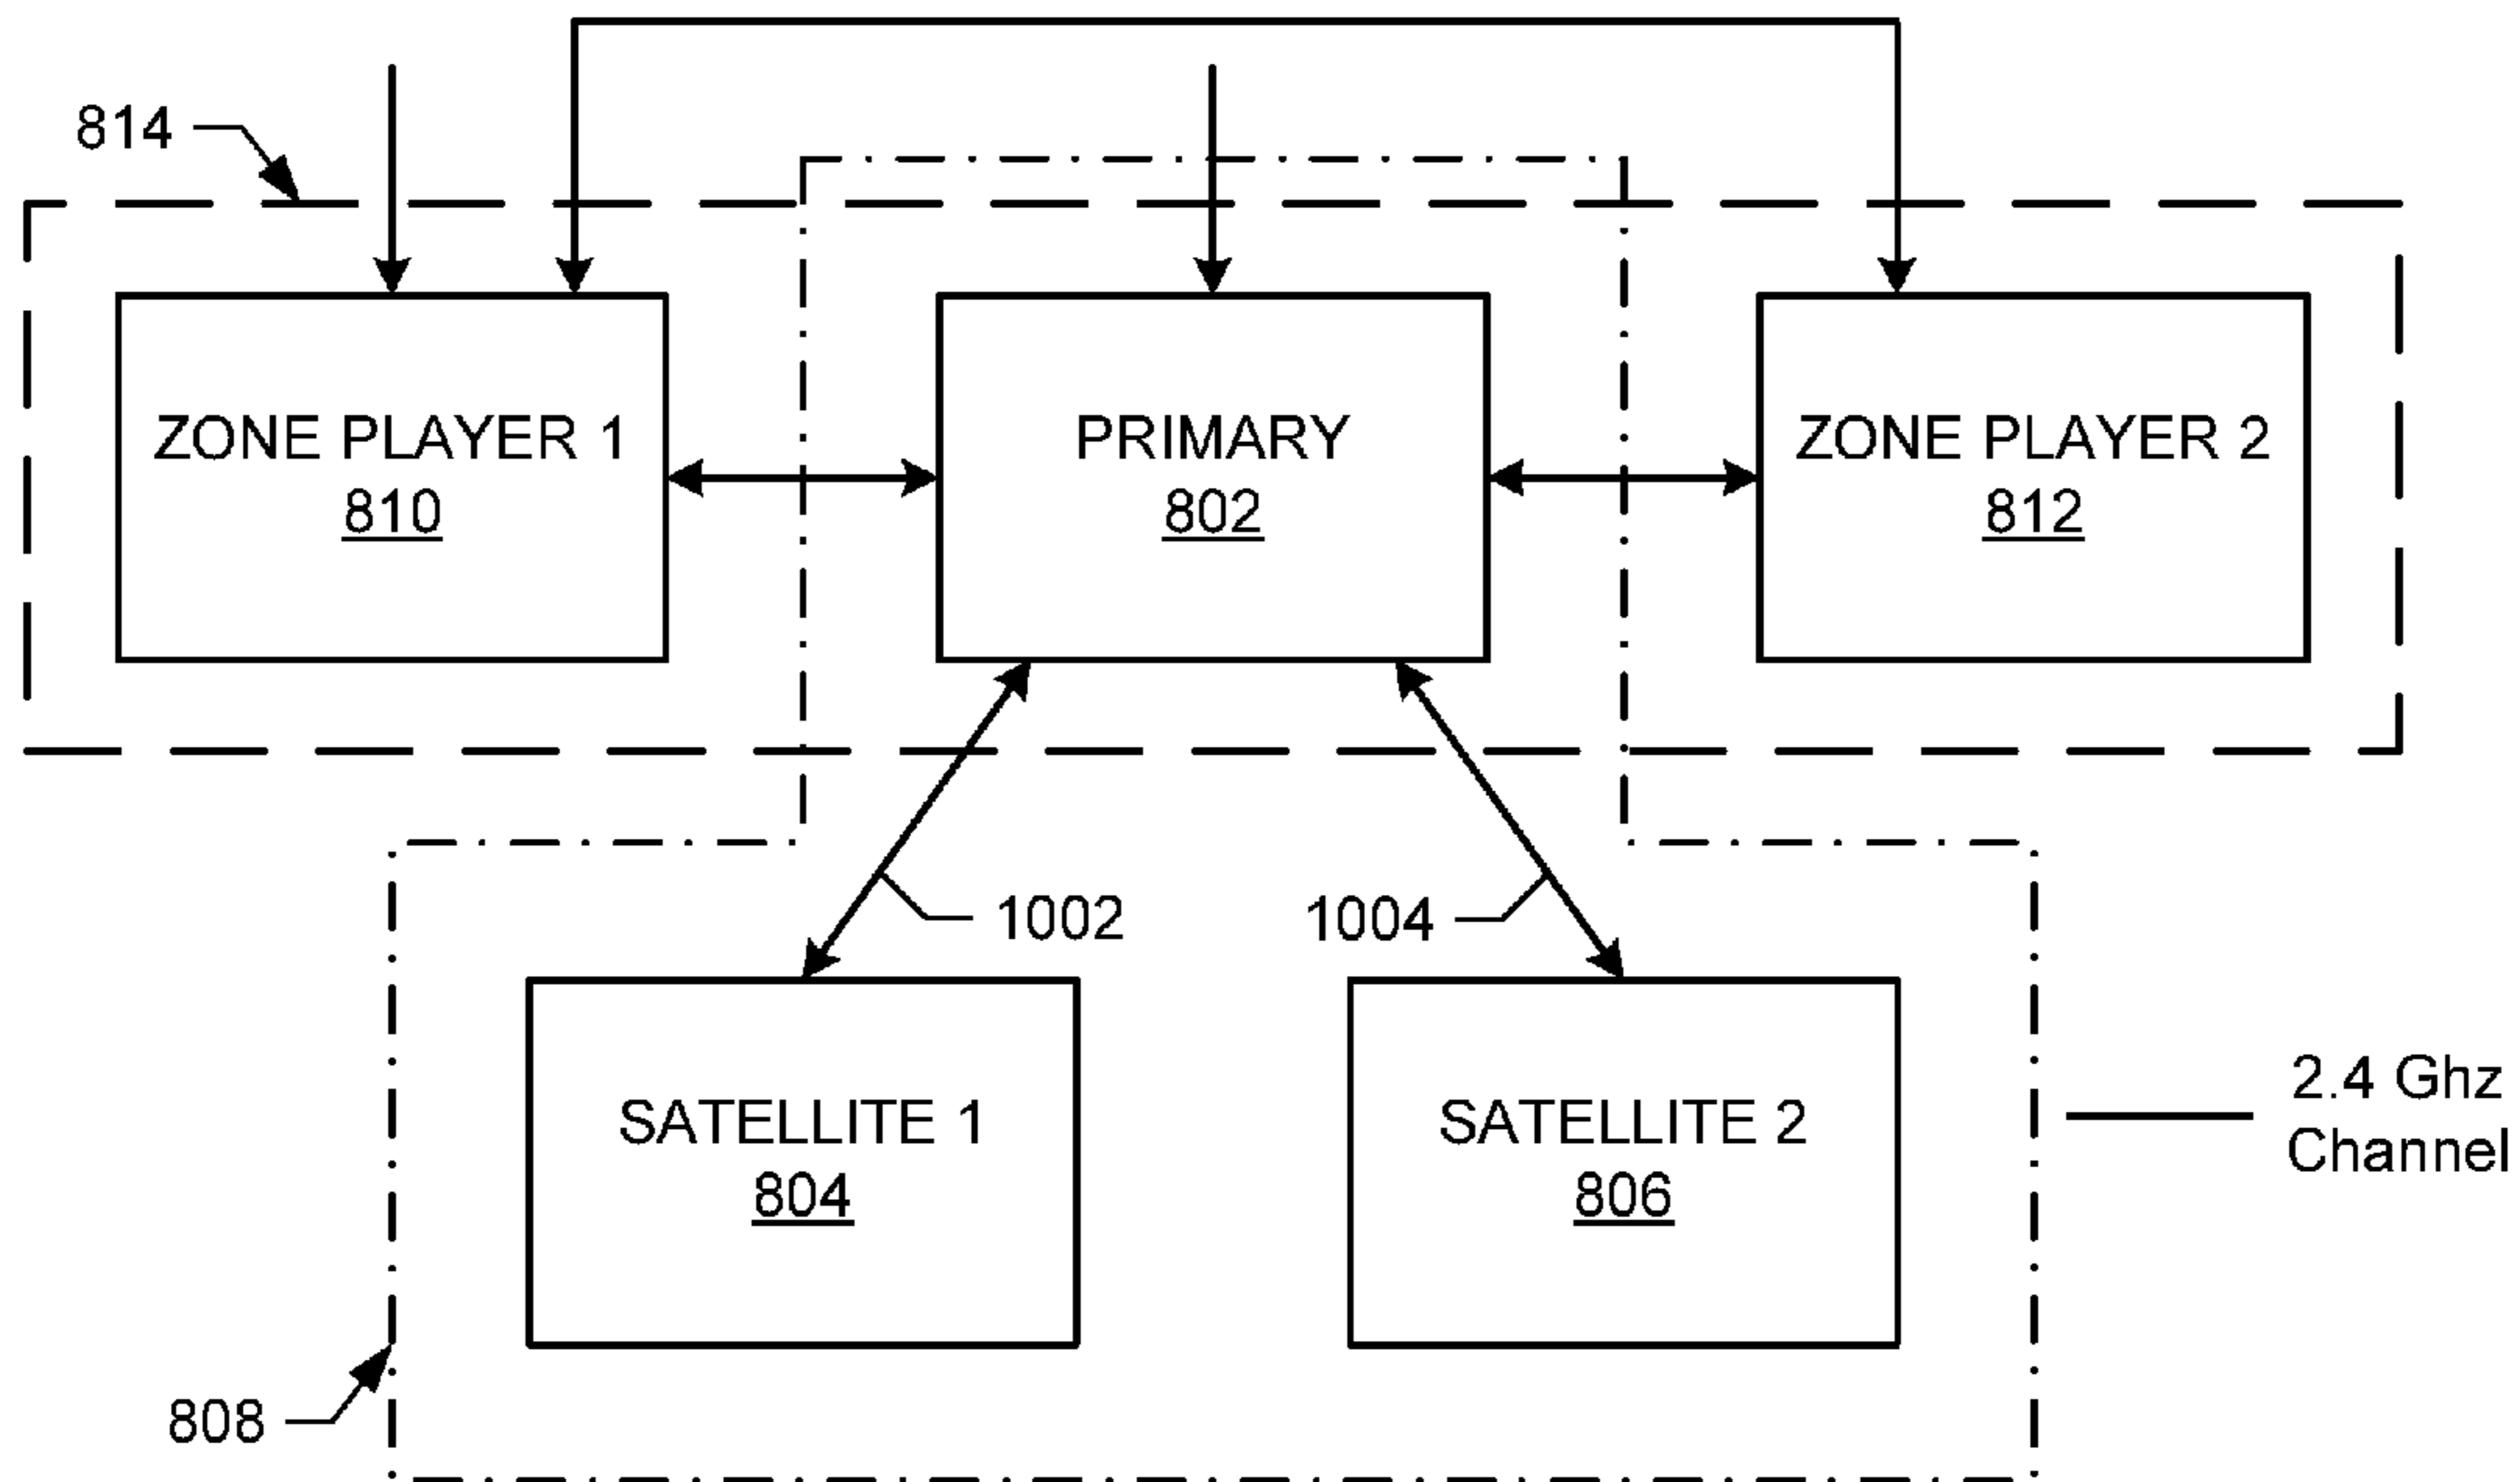 814
ZONE PLAYER 1
810
PRIMARY
802
ZONE PLAYER 2
812
1002
1004
SATELLITE 1
804
SATELLITE 2
806
2.4 Ghz
Channel
808